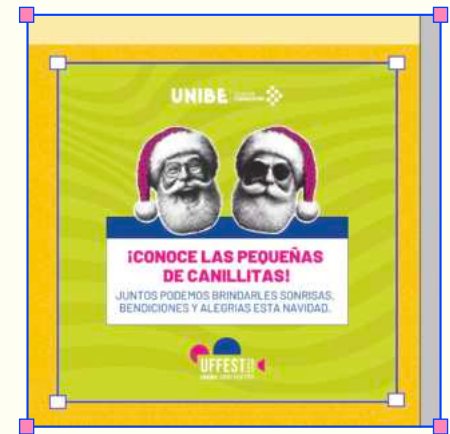 UNIBE
¡CONOCE LAS PEQUEÑAS
DE CANILLITAS!
JUNTOS PODEMOS BRINDARLES SONRISAS,
BENDICIONES Y ALEGRIAS ESTA NAVIDAD.
UFFEST